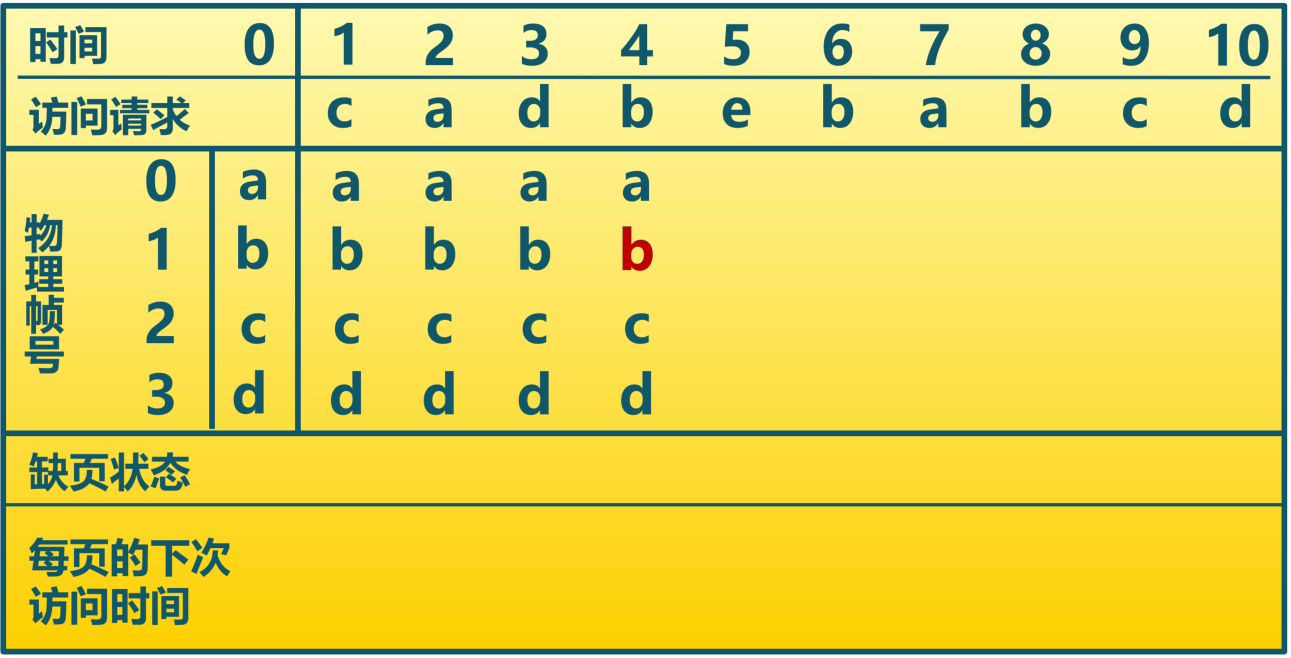 时间 0 1 2 3 4 5 6 7 8 9 10
访问请求 c a d b e b a b c d
物理帧号
0 a a a a a
1 b b b b b
2 c c c c c
3 d d d d d
缺页状态
每页的下次
访问时间